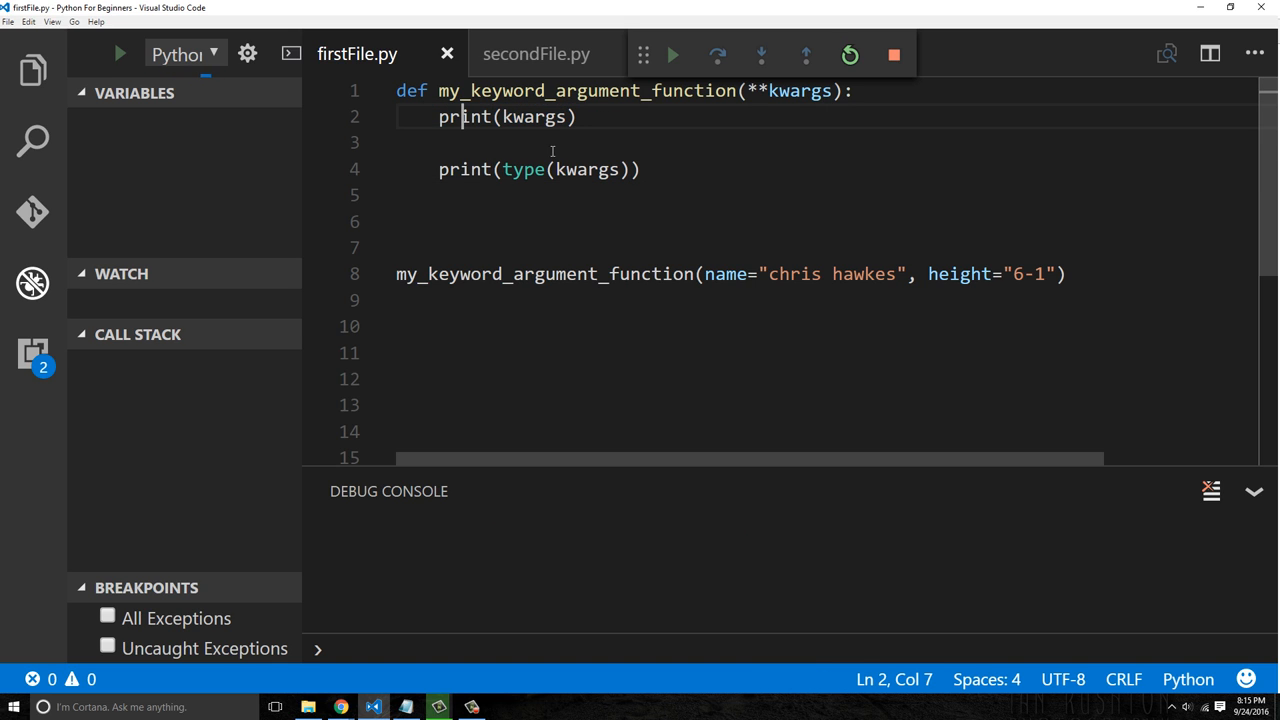 firstFile.py - Python For Beginners - Visual Studio Code
File Edit View Go Help
Python
firstFile.py
secondFile.py
VARIABLES
WATCH
CALL STACK
BREAKPOINTS
All Exceptions
Uncaught Exceptions
2
1 def my_keyword_argument_function(**kwargs):
2 print(kwargs)
3
4 print(type(kwargs))
5
6
7
8 my_keyword_argument_function(name="chris hawkes", height="6-1")
9
10
11
12
13
14
15
DEBUG CONSOLE
0 0
Ln 2, Col 7 Spaces: 4 UTF-8 CRLF Python
I'm Cortana. Ask me anything.
8:15 PM
9/24/2016